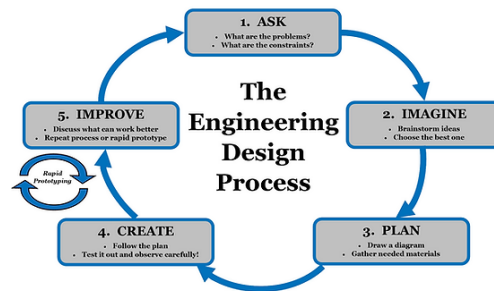 1. ASK
• What are the problems?
• What are the constraints?
The
Engineering
Design
Process
2. IMAGINE
• Brainstorm ideas
• Choose the best one
3. PLAN
• Draw a diagram
• Gather needed materials
4. CREATE
• Follow the plan
• Test it out and observe carefully!
5. IMPROVE
• Discuss what can work better
• Repeat process or rapid prototype
Rapid
Prototyping